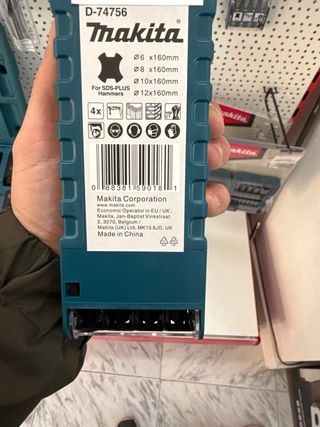 D-74756
makita
For SDS-PLUS
Hammers
ø6 x160mm
ø8 x160mm
ø10x160mm
ø12x160mm
4x
0 88381 59018 1
Makita Corporation
www.makita.com
Economic Operator in EU / UK :
Makita, Jan-Baptist Vinkstraat
2, 3070, Belgium /
Makita (UK) Ltd, MK15 8JD, UK
Made in China